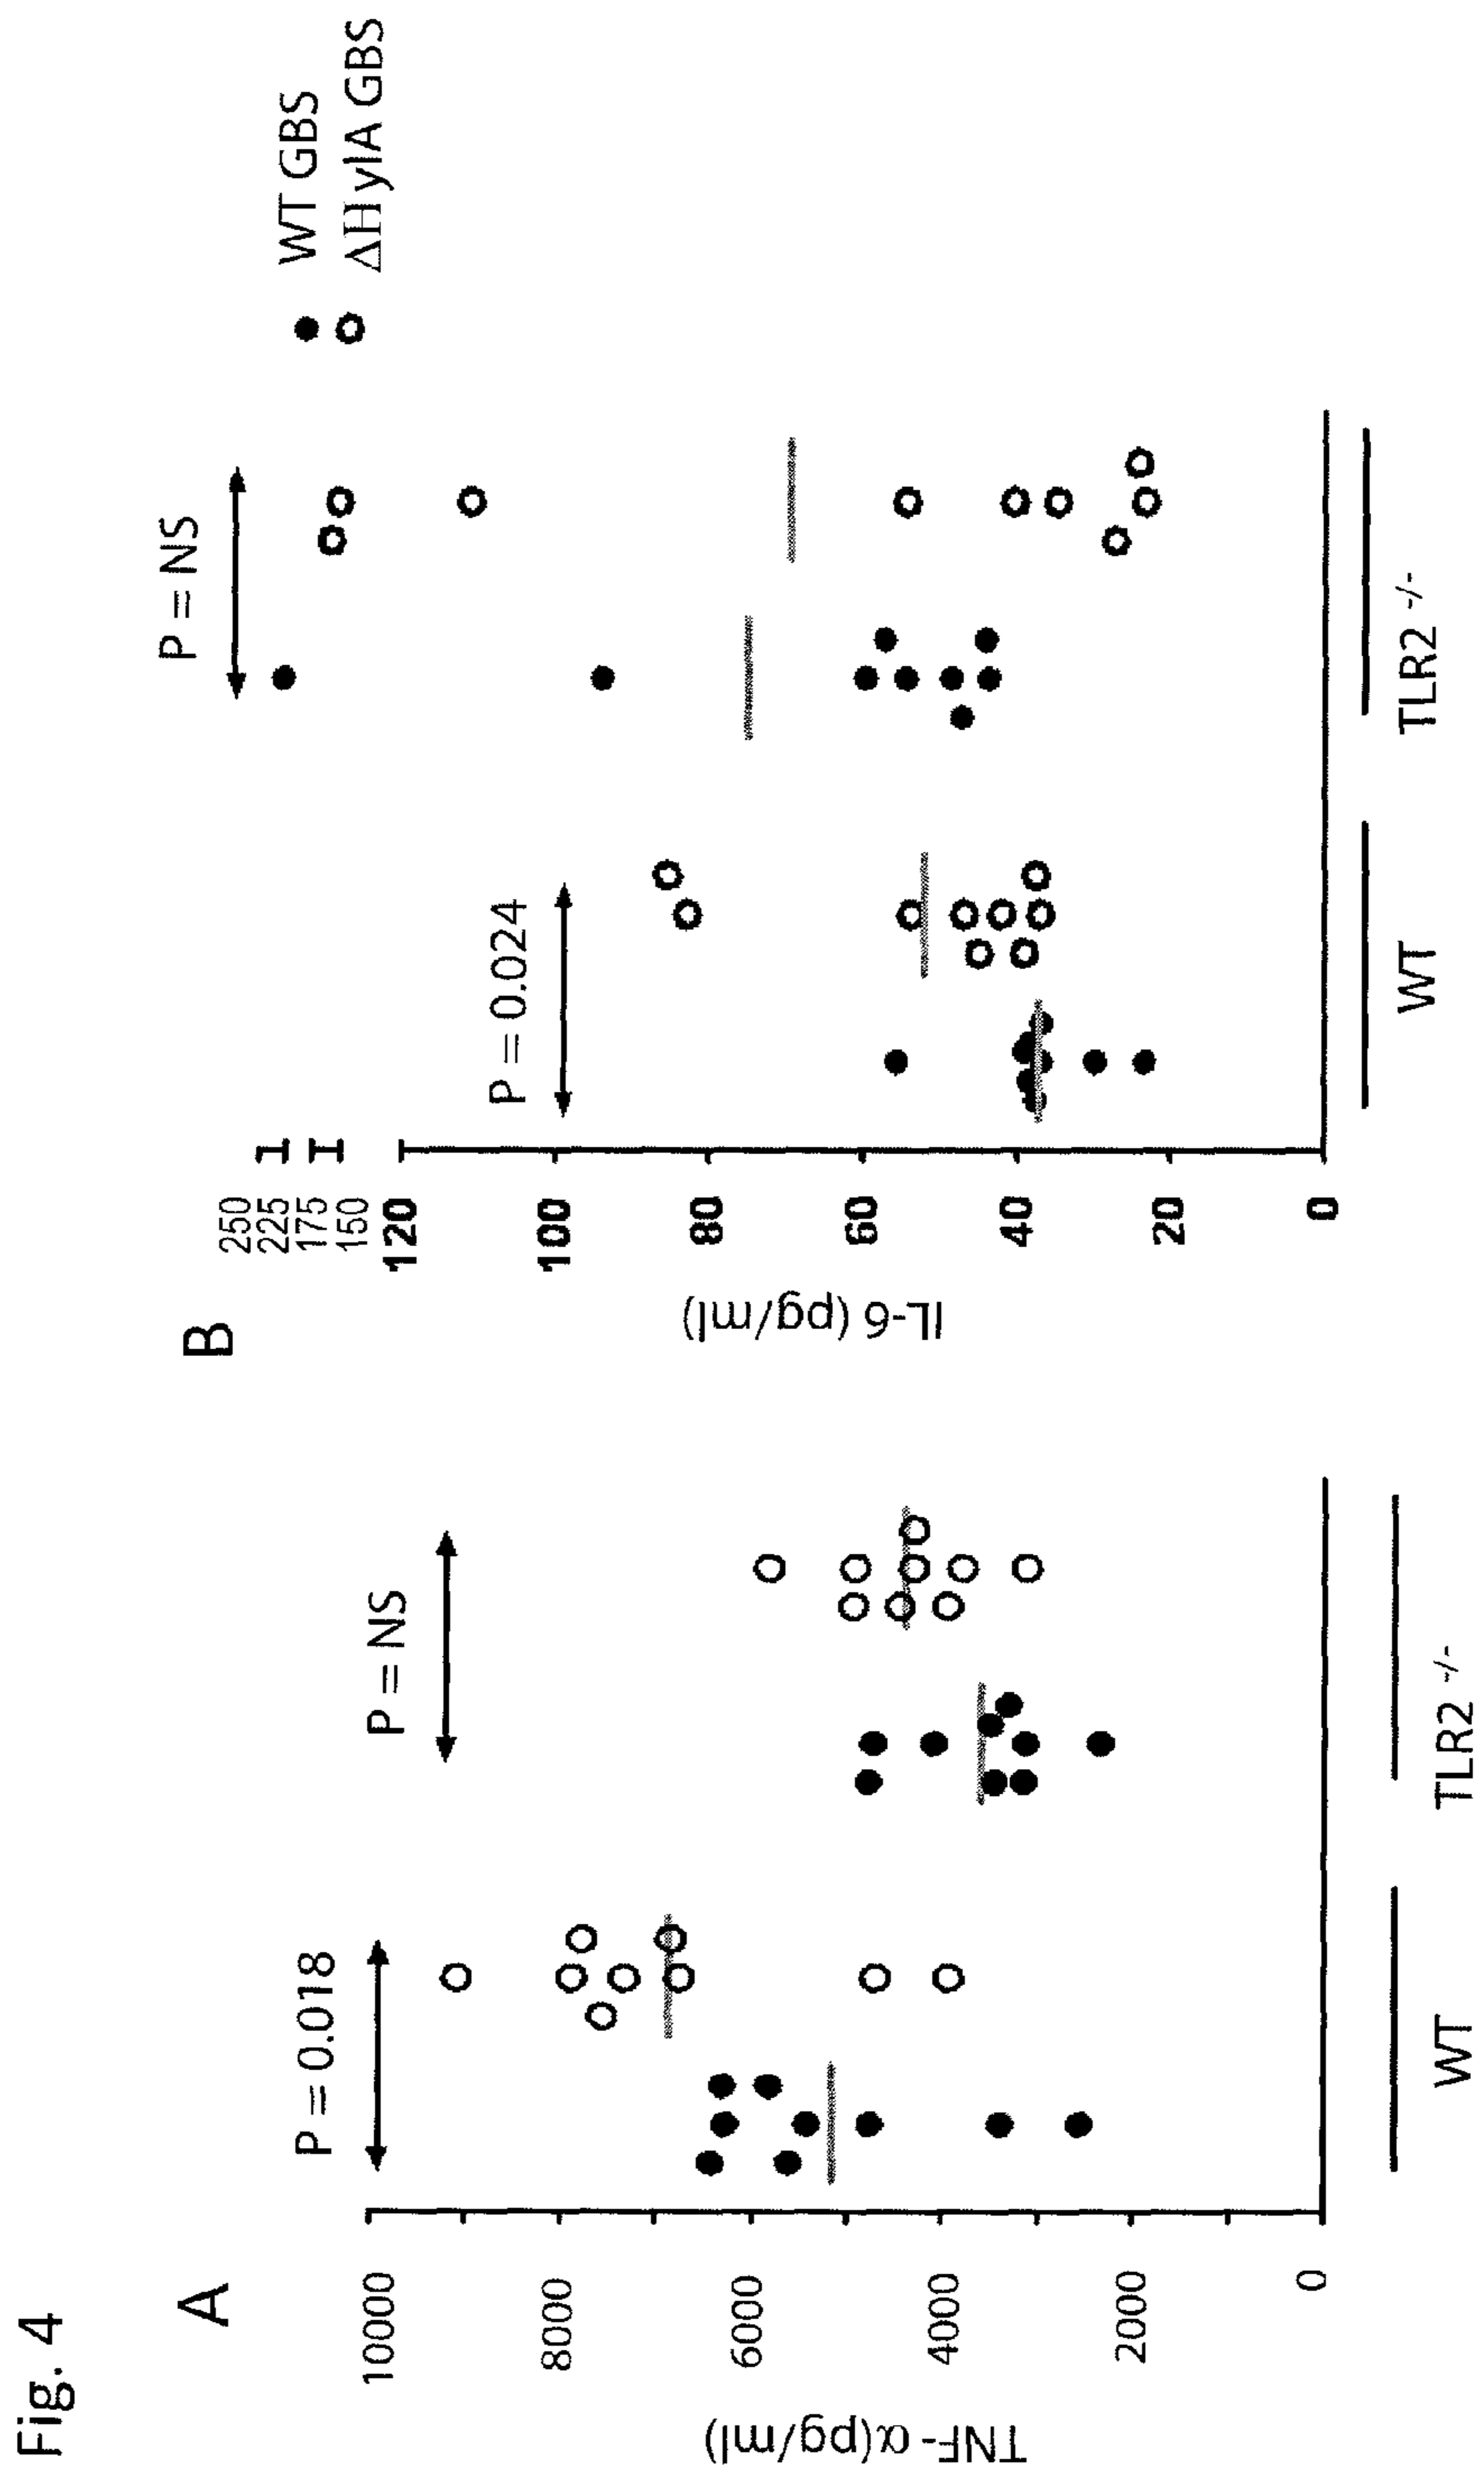 Fig. 4
A
TNF- α(pg/ml)
10000
8000
6000
4000
2000
0
P = 0.018
P = NS
WT
TLR2 -/-
B
IL-6 (pg/ml)
250
225
175
150
120
100
80
60
40
20
0
P = 0.024
P = NS
WT
TLR2 -/-
WT GBS
ΔHylA GBS